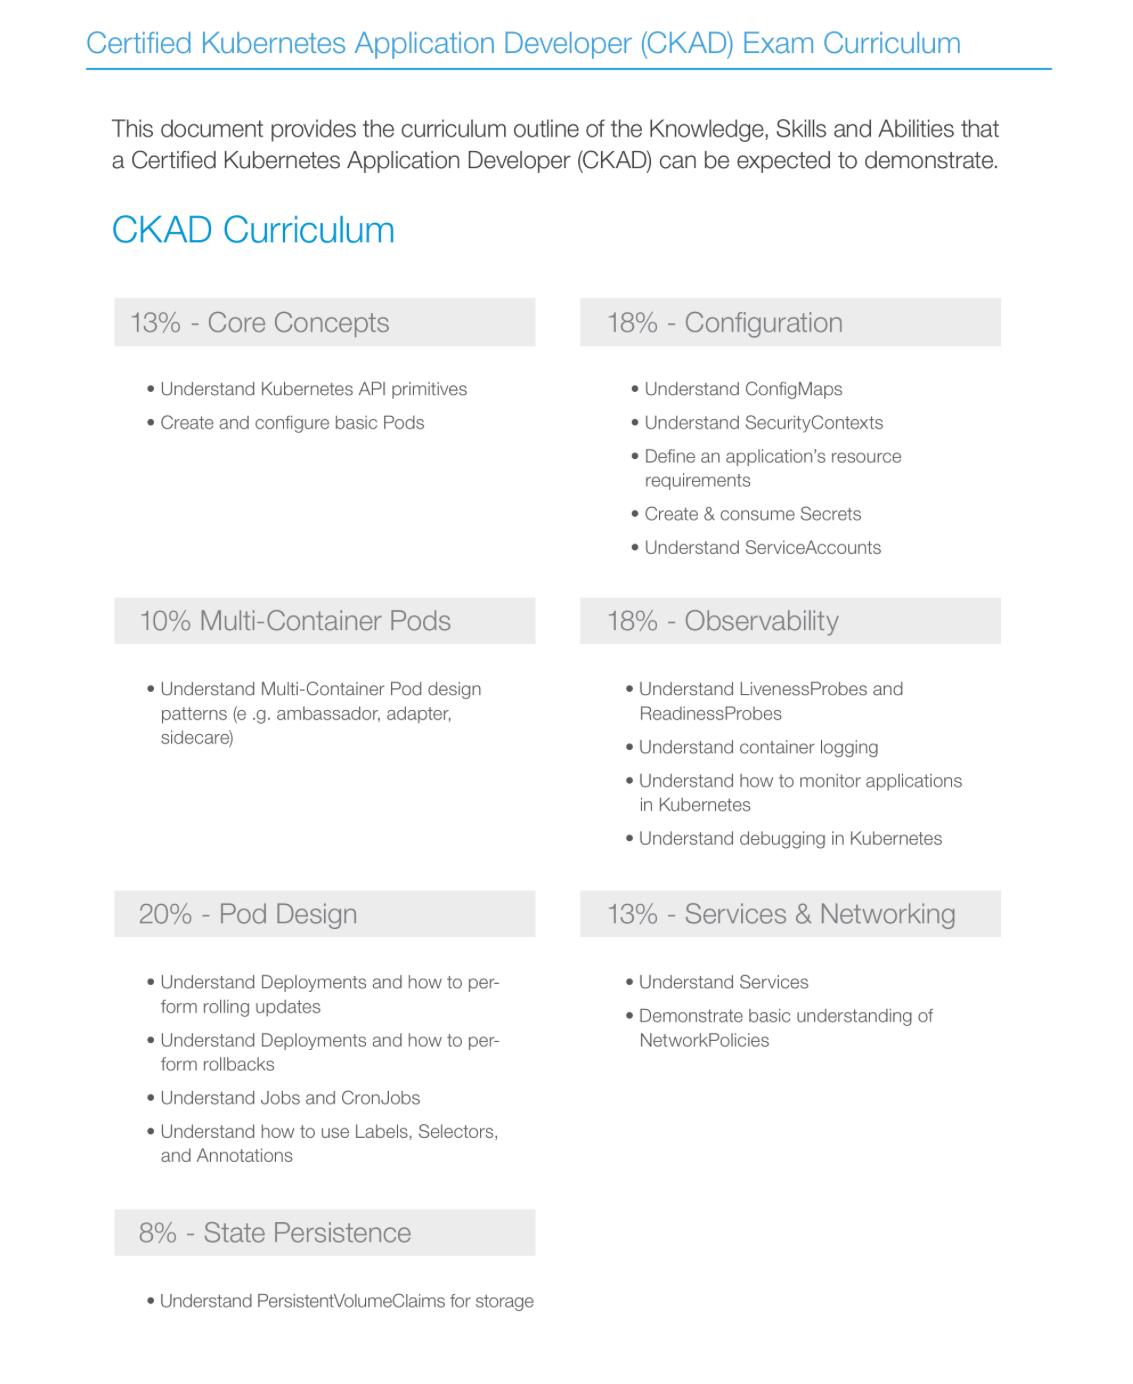 Certified Kubernetes Application Developer (CKAD) Exam Curriculum
This document provides the curriculum outline of the Knowledge, Skills and Abilities that
a Certified Kubernetes Application Developer (CKAD) can be expected to demonstrate.
CKAD Curriculum
13% - Core Concepts
• Understand Kubernetes API primitives
• Create and configure basic Pods
18% - Configuration
• Understand ConfigMaps
• Understand SecurityContexts
• Define an application’s resource
requirements
• Create & consume Secrets
• Understand ServiceAccounts
10% Multi-Container Pods
• Understand Multi-Container Pod design
patterns (e .g. ambassador, adapter,
sidecare)
18% - Observability
• Understand LivenessProbes and
ReadinessProbes
• Understand container logging
• Understand how to monitor applications
in Kubernetes
• Understand debugging in Kubernetes
20% - Pod Design
• Understand Deployments and how to per-
form rolling updates
• Understand Deployments and how to per-
form rollbacks
• Understand Jobs and CronJobs
• Understand how to use Labels, Selectors,
and Annotations
13% - Services & Networking
• Understand Services
• Demonstrate basic understanding of
NetworkPolicies
8% - State Persistence
• Understand PersistentVolumeClaims for storage